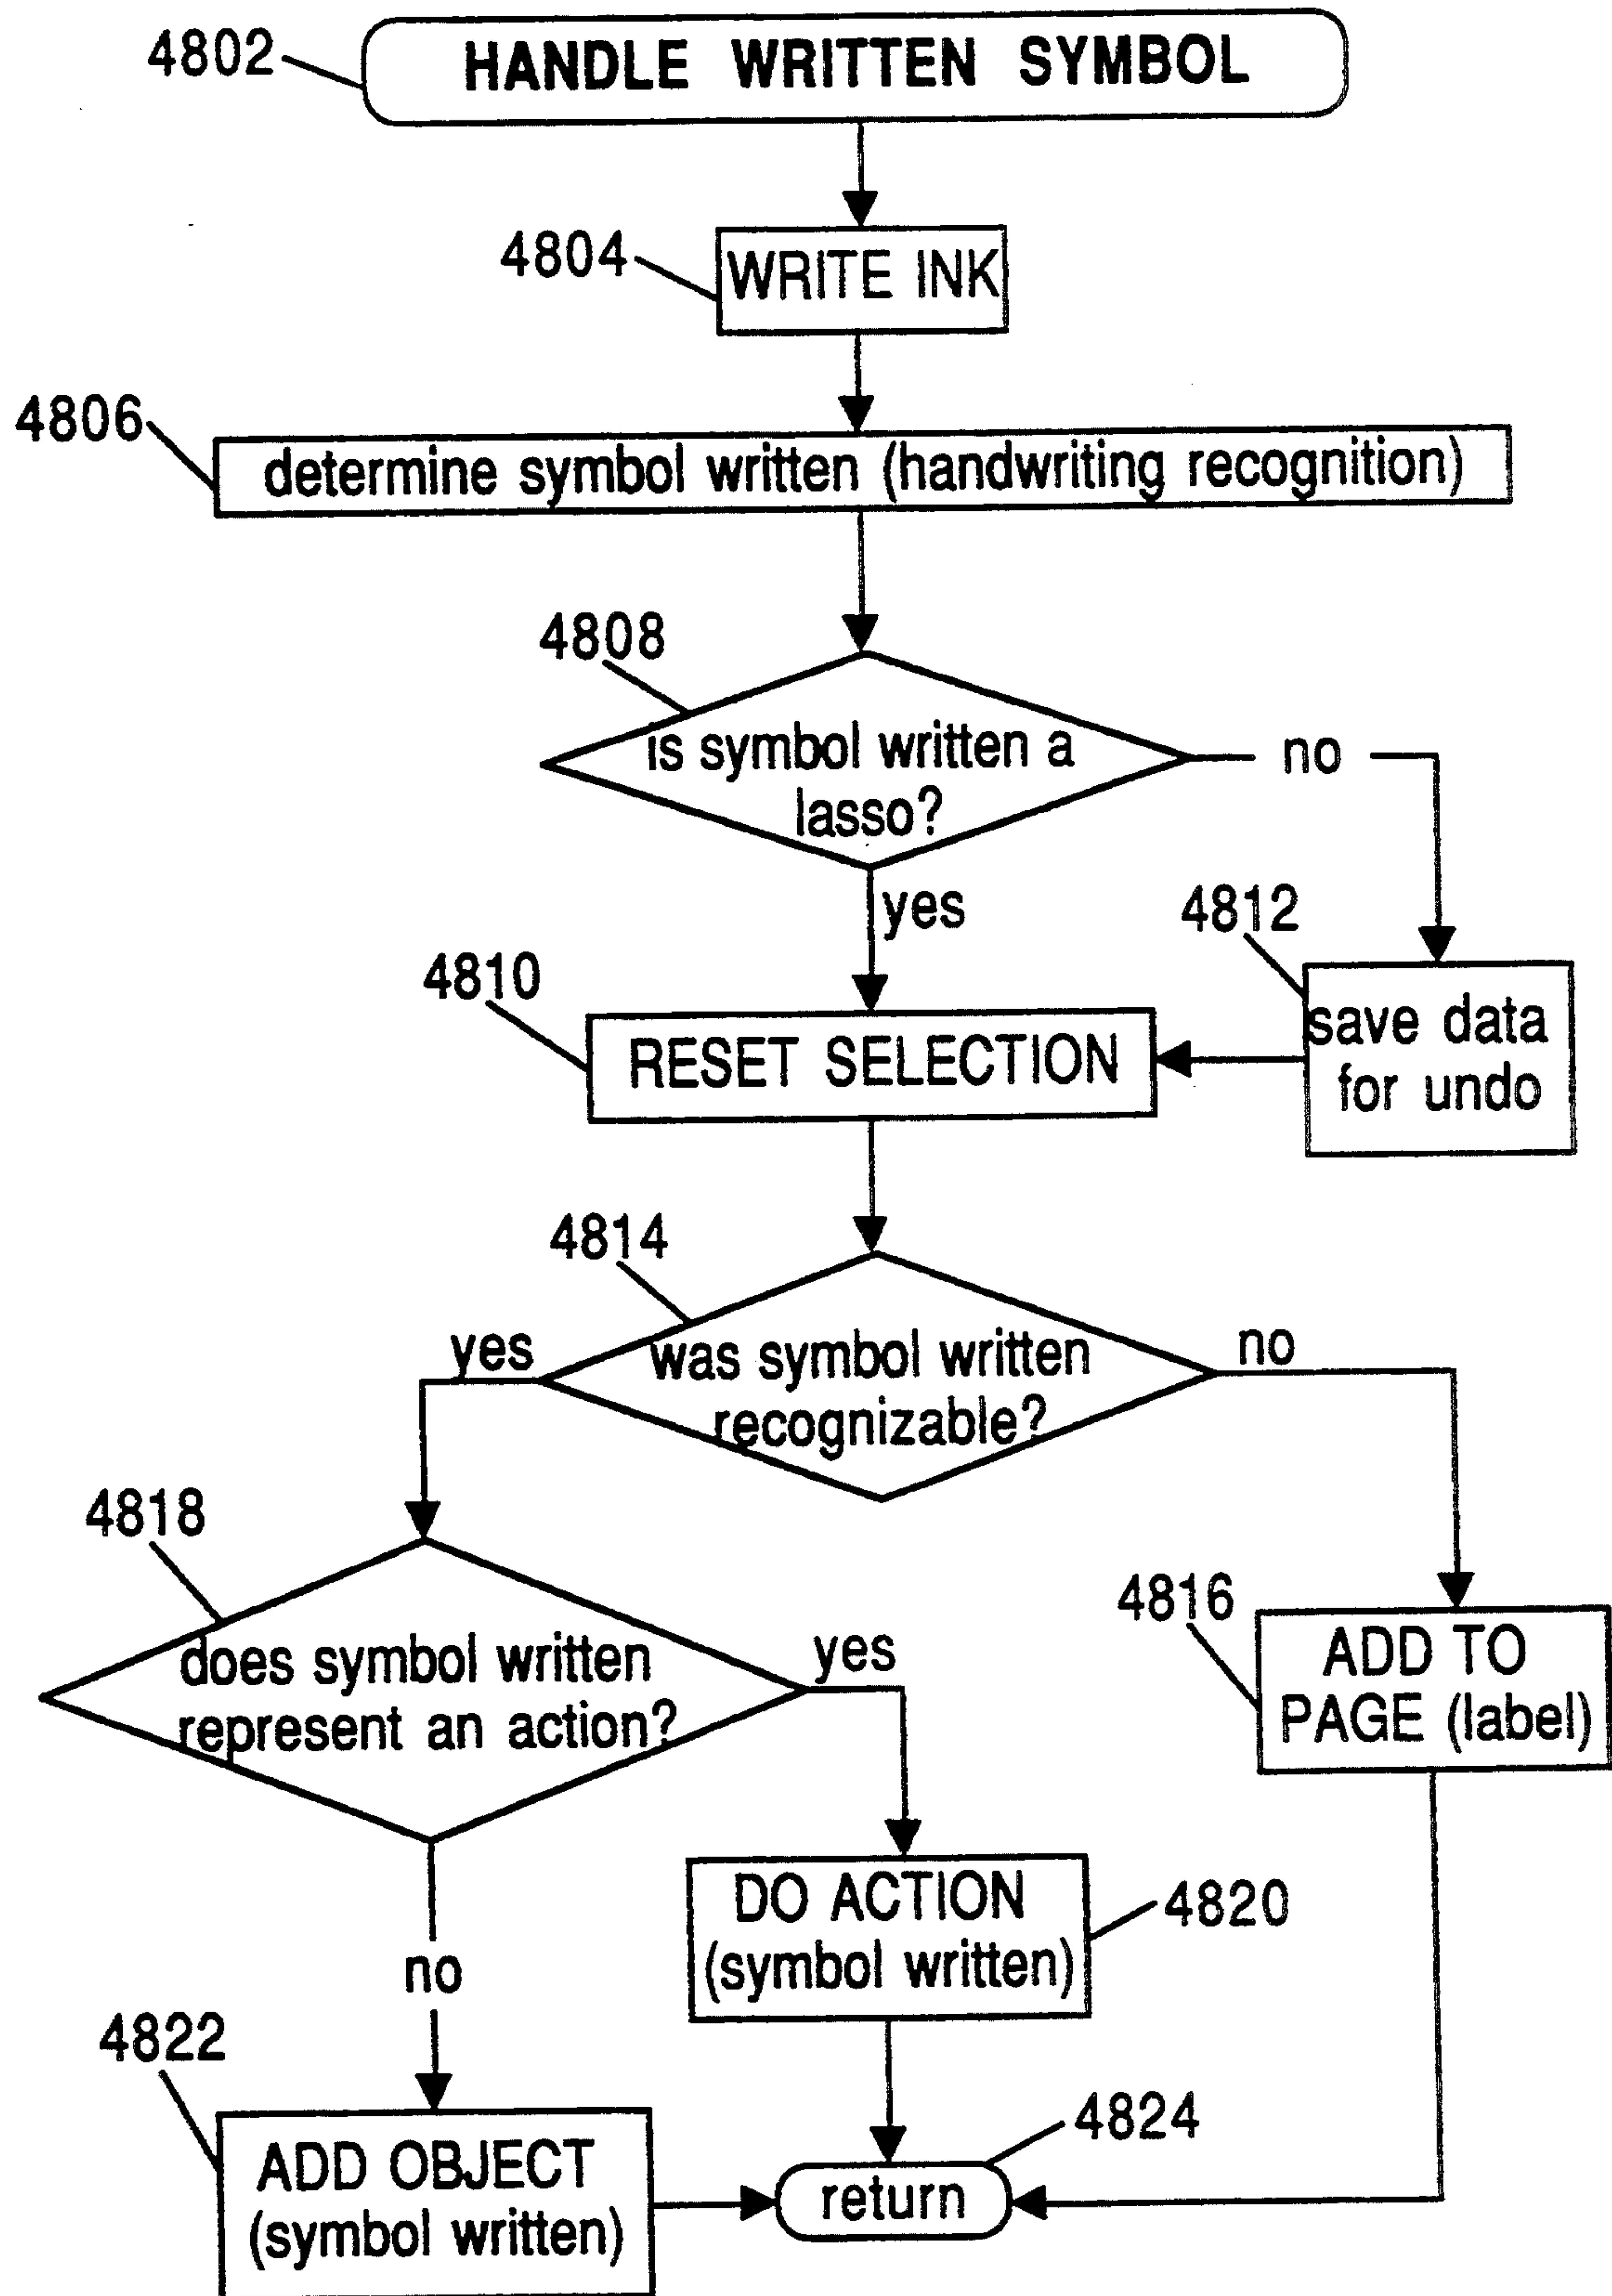 4802
HANDLE WRITTEN SYMBOL
4804
WRITE INK
4806
determine symbol written (handwriting recognition)
4808
is symbol written a
lasso?
no
yes
4812
save data
for undo
4810
RESET SELECTION
4814
yes
was symbol written
recognizable?
no
4818
does symbol written
represent an action?
yes
4816
ADD TO
PAGE (label)
no
DO ACTION
(symbol written)
4820
4822
ADD OBJECT
(symbol written)
4824
return